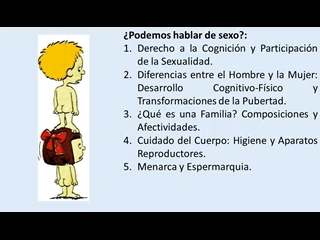 ¿Podemos hablar de sexo?:
1. Derecho a la Cognición y Participación
de la Sexualidad.
2. Diferencias entre el Hombre y la Mujer:
Desarrollo Cognitivo-Físico y
Transformaciones de la Pubertad.
3. ¿Qué es una Familia? Composiciones y
Afectividades.
4. Cuidado del Cuerpo: Higiene y Aparatos
Reproductores.
5. Menarca y Espermarquia.